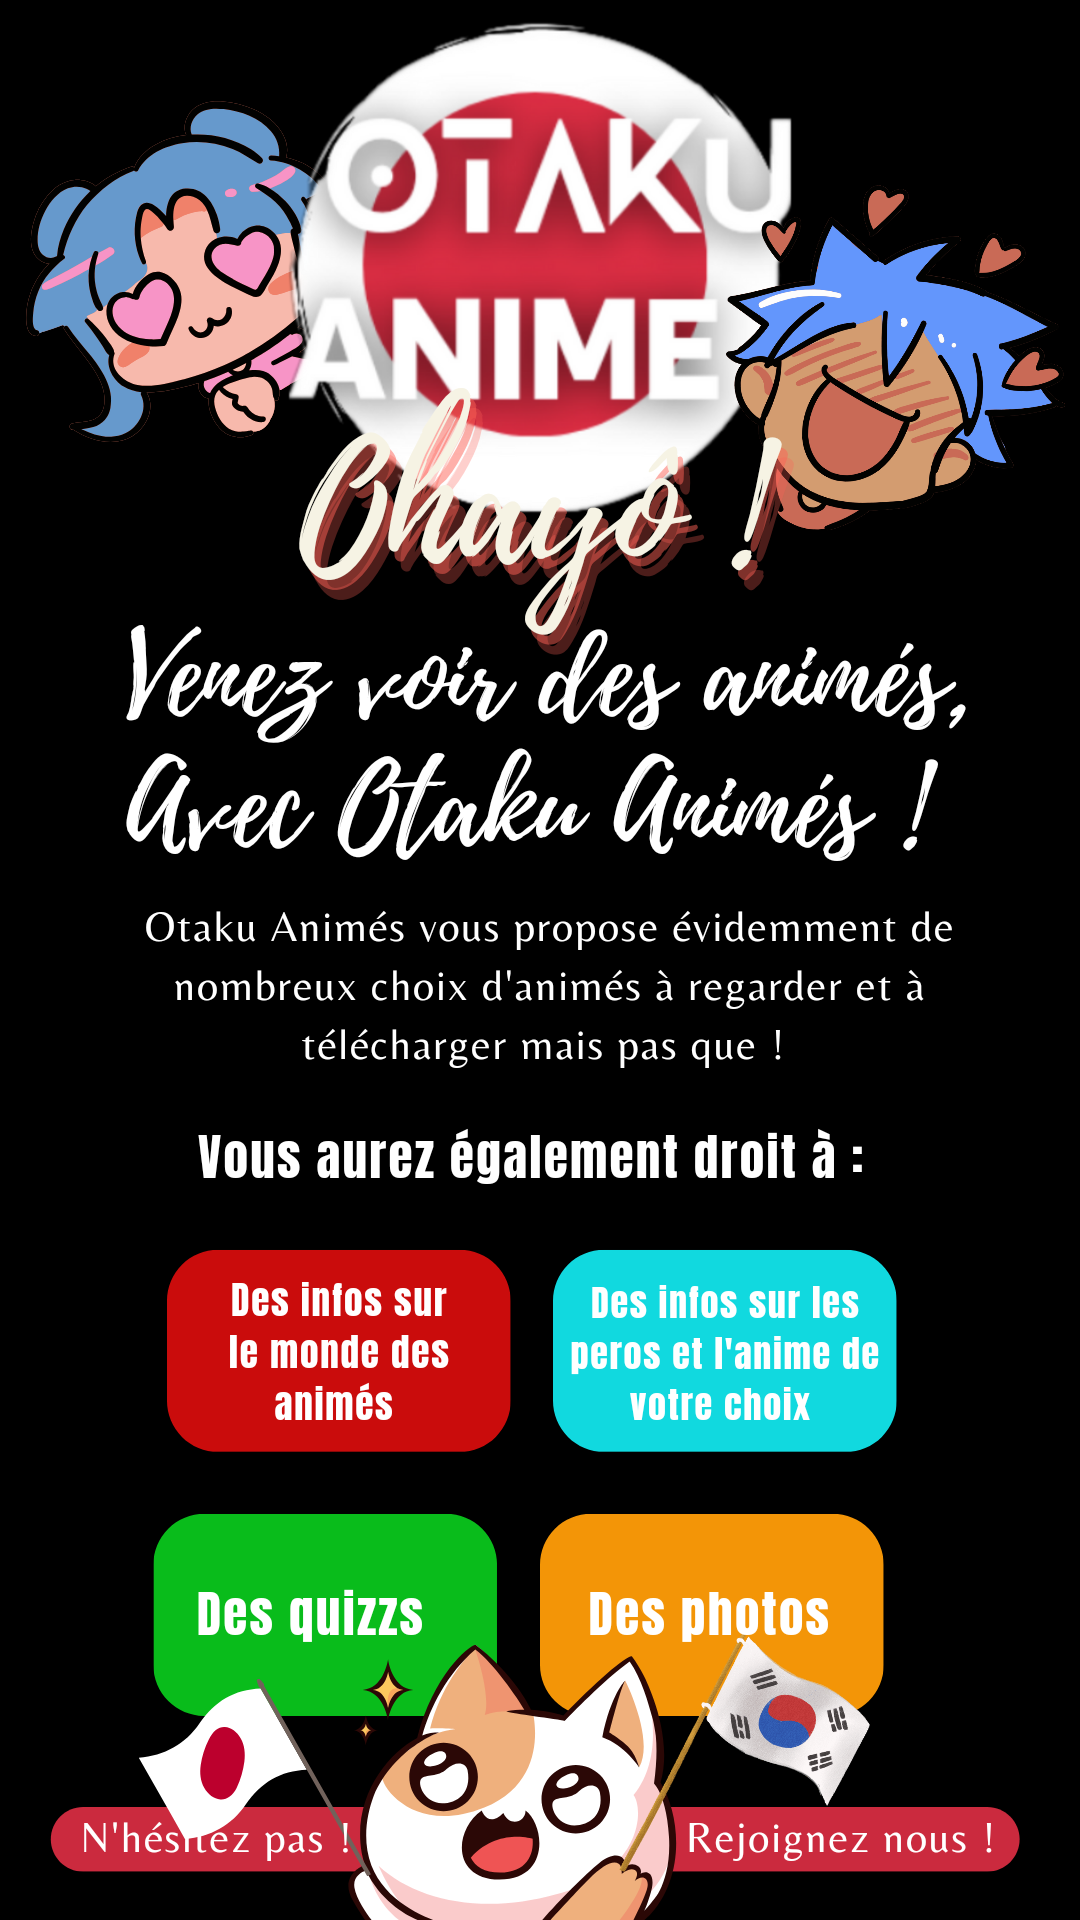 OTAKU
ANIME
Ohayô !
Venez voir des animés,
Avec Otaku Animés !
Otaku Animés vous propose évidemment de
nombreux choix d'animés à regarder et à
télécharger mais pas que !
Vous aurez également droit à :
Des infos sur
le monde des
animés
Des infos sur les
peros et l'anime de
votre choix
Des quizzs
Des photos
N'hésitez pas !
Rejoignez nous !